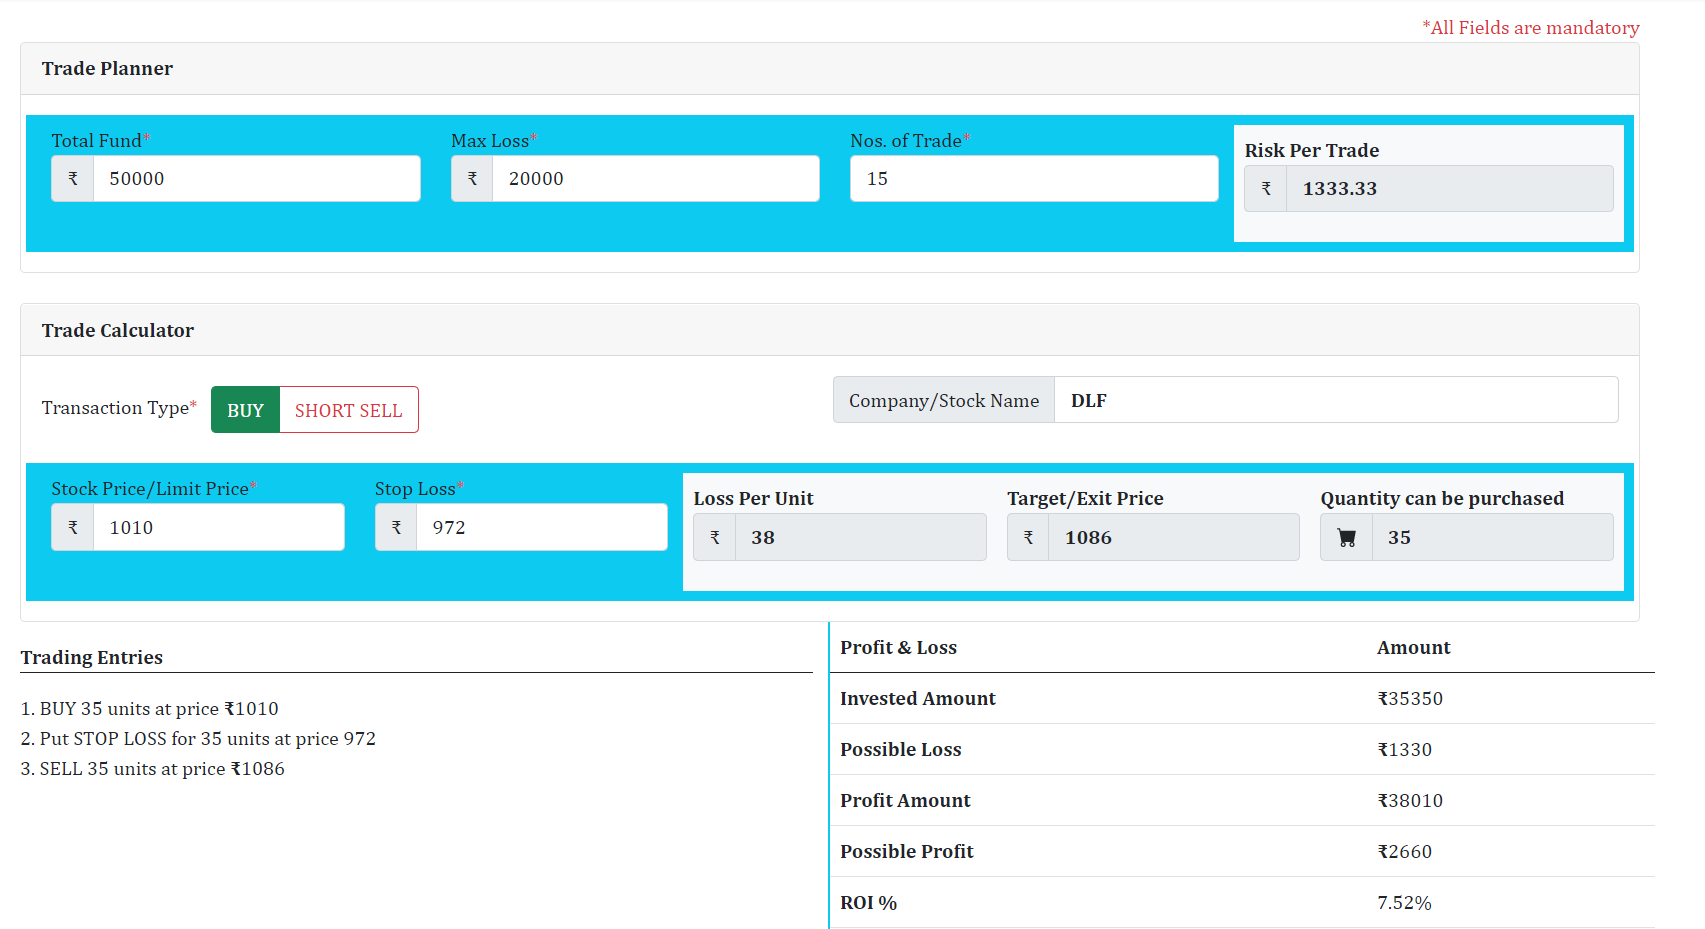 *All Fields are mandatory
Trade Planner
Total Fund*
₹ 50000
Max Loss*
₹ 20000
Nos. of Trade*
15
Risk Per Trade
₹ 1333.33
Trade Calculator
Transaction Type* BUY SHORT SELL
Company/Stock Name DLF
Stock Price/Limit Price*
₹ 1010
Stop Loss*
₹ 972
Loss Per Unit
₹ 38
Target/Exit Price
₹ 1086
Quantity can be purchased
35
Trading Entries
1. BUY 35 units at price ₹1010
2. Put STOP LOSS for 35 units at price 972
3. SELL 35 units at price ₹1086
Profit & Loss Amount
Invested Amount ₹35350
Possible Loss ₹1330
Profit Amount ₹38010
Possible Profit ₹2660
ROI % 7.52%